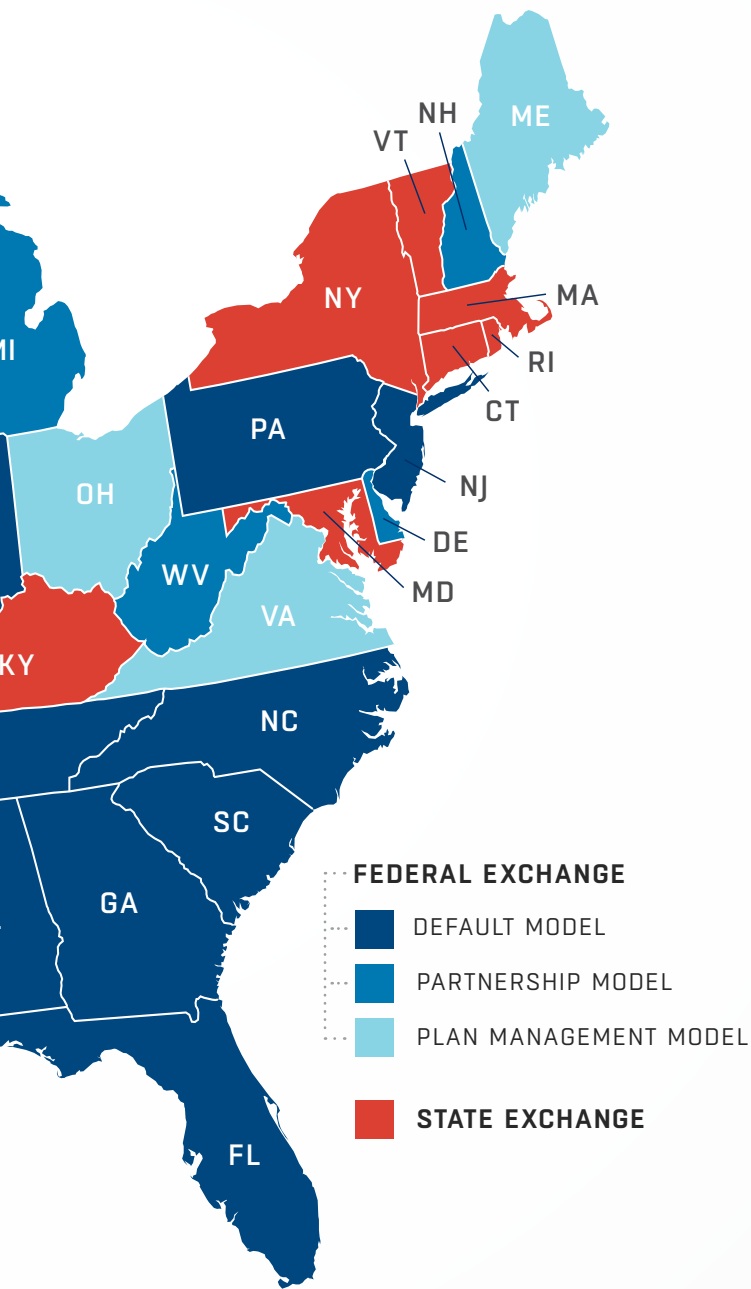 ME
NH
VT
NY
MA
MI
RI
CT
PA
NJ
OH
DE
WV
MD
VA
KY
NC
SC
GA
FEDERAL EXCHANGE
DEFAULT MODEL
PARTNERSHIP MODEL
PLAN MANAGEMENT MODEL
STATE EXCHANGE
FL